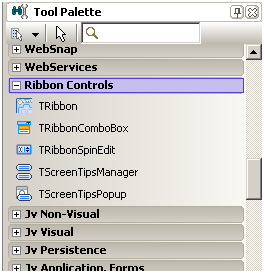 Tool Palette
WebSnap
WebServices
Ribbon Controls
TRibbon
TRibbonComboBox
TRibbonSpinEdit
TScreenTipsManager
TScreenTipsPopup
Jv Non-Visual
Jv Visual
Jv Persistence
Jv Application, Forms